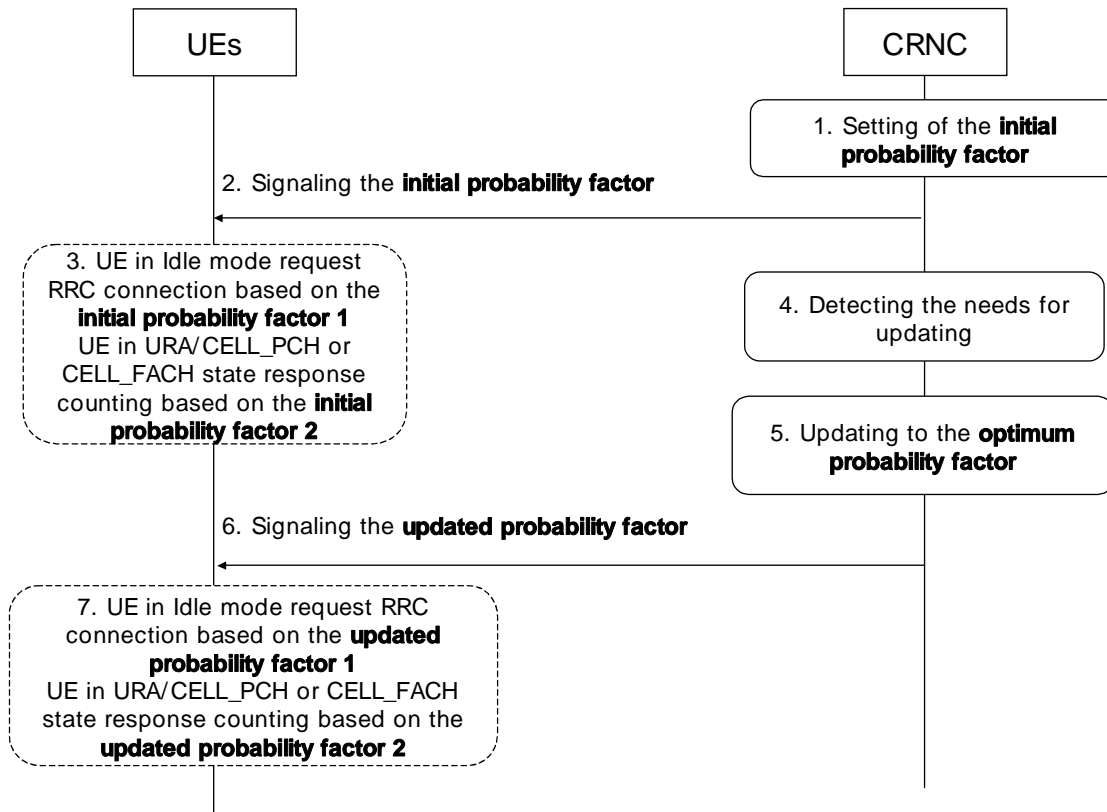 UEs
CRNC
1. Setting of the initial
probability factor
2. Signaling the initial probability factor
3. UE in Idle mode request
RRC connection based on the
initial probability factor 1
UE in URA/CELL_PCH or
CELL_FACH state response
counting based on the initial
probability factor 2
4. Detecting the needs for
updating
5. Updating to the optimum
probability factor
6. Signaling the updated probability factor
7. UE in Idle mode request RRC
connection based on the updated
probability factor 1
UE in URA/CELL_PCH or CELL_FACH
state response counting based on the
updated probability factor 2